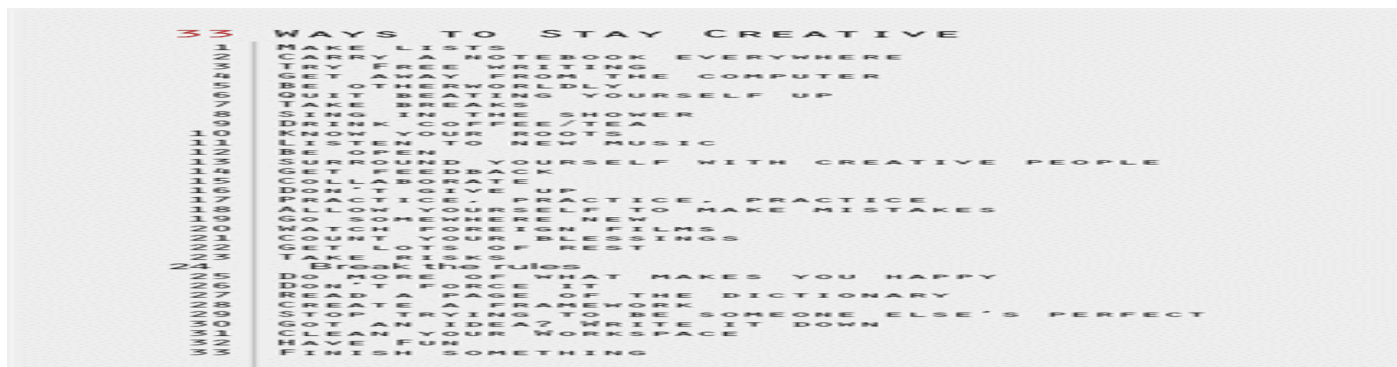 33 Ways to Stay Creative
1 Make lists
2 Carry a notebook everywhere
3 Try free writing
4 Get away from the computer
5 Be otherworldly
6 Quit beating yourself up
7 Take breaks
8 Sing in the shower
9 Drink coffee/tea
10 Know your roots
11 Listen to new music
12 Be open
13 Surround yourself with creative people
14 Get feedback
15 Collaborate
16 Don't give up
17 Practice, practice, practice
18 Allow yourself to make mistakes
19 Go somewhere new
20 Watch foreign films
21 Count your blessings
22 Get lots of rest
23 Take risks
24 Break the rules
25 Do more of what makes you happy
26 Don't force it
27 Read a page of the dictionary
28 Create a framework
29 Stop trying to be someone else's perfect
30 Got an idea? Write it down
31 Clean your workspace
32 Have fun
33 Finish something